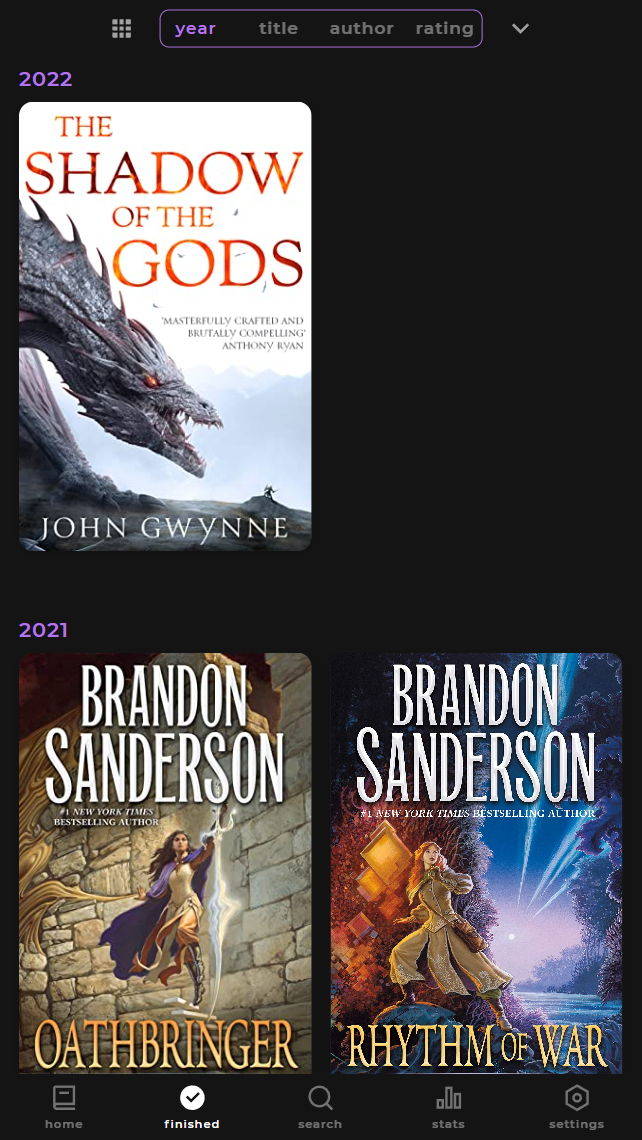 year title author rating
2022
THE
SHADOW
OF THE
GODS
'MASTERFULLY CRAFTED AND
BRUTALLY COMPELLING'
ANTHONY RYAN
JOHN GWYNNE
2021
BRANDON
SANDERSON
#1 NEW YORK TIMES
BESTSELLING AUTHOR
OATHBRINGER
BRANDON
SANDERSON
#1 NEW YORK TIMES BESTSELLING AUTHOR
RHYTHM OF WAR
home finished search stats settings